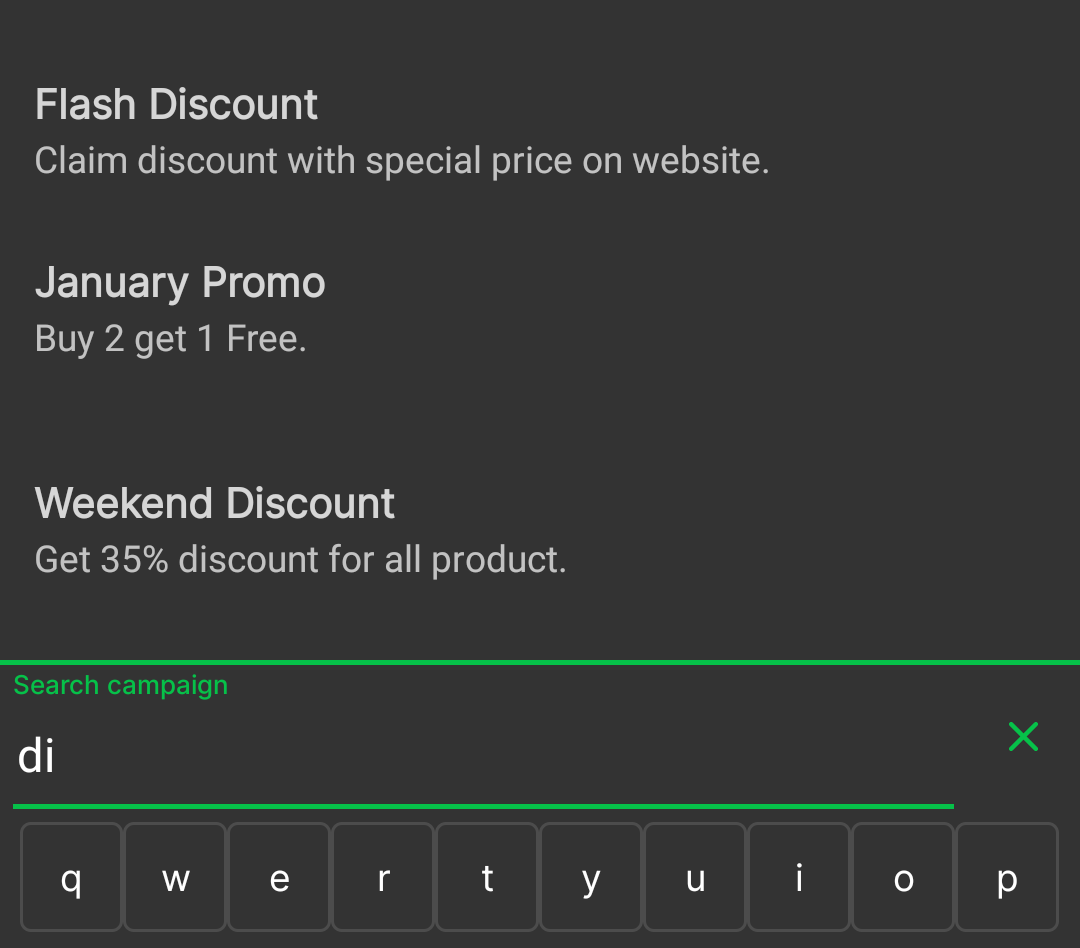 Flash Discount
Claim discount with special price on website.
January Promo
Buy 2 get 1 Free.
Weekend Discount
Get 35% discount for all product.
Search campaign
di
q w e r t y u i o p